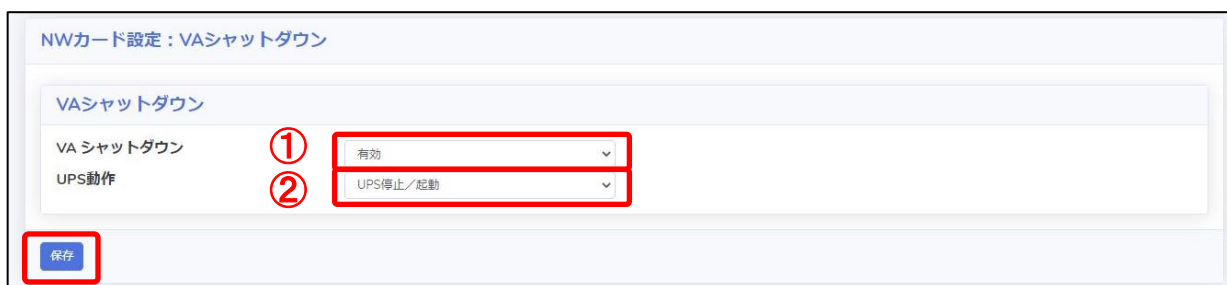 NWカード設定：VAシャットダウン
VAシャットダウン
VA シャットダウン ① 有効
UPS動作 ② UPS停止／起動
保存